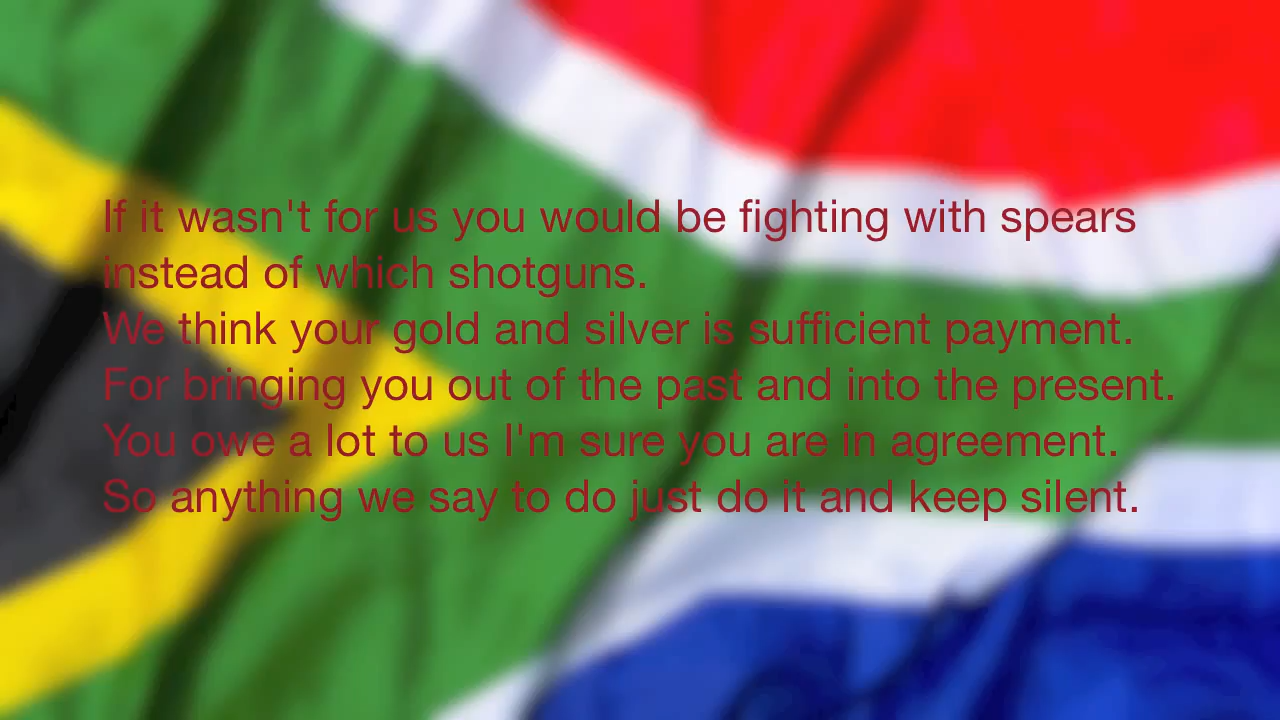 If it wasn't for us you would be fighting with spears
instead of which shotguns.
We think your gold and silver is sufficient payment.
For bringing you out of the past and into the present.
You owe a lot to us I'm sure you are in agreement.
So anything we say to do just do it and keep silent.